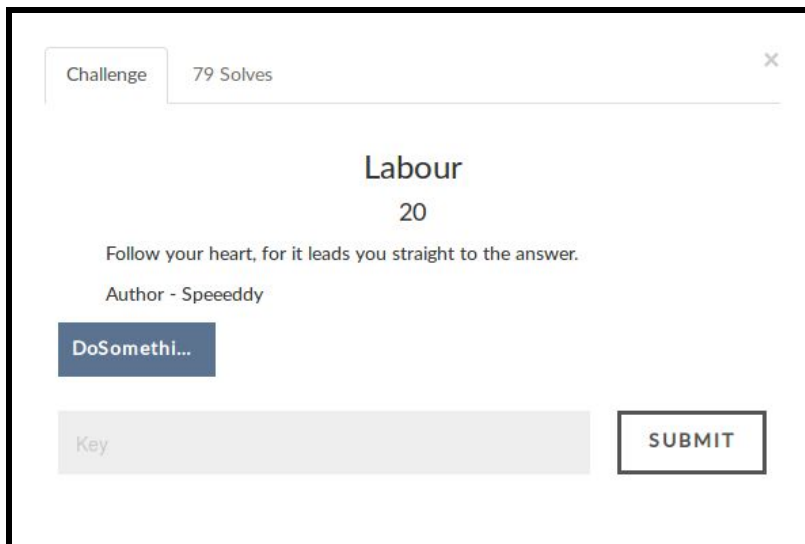 Challenge 79 Solves ×
Labour
20
Follow your heart, for it leads you straight to the answer.
Author - Speeeddy
DoSomethi...
Key SUBMIT